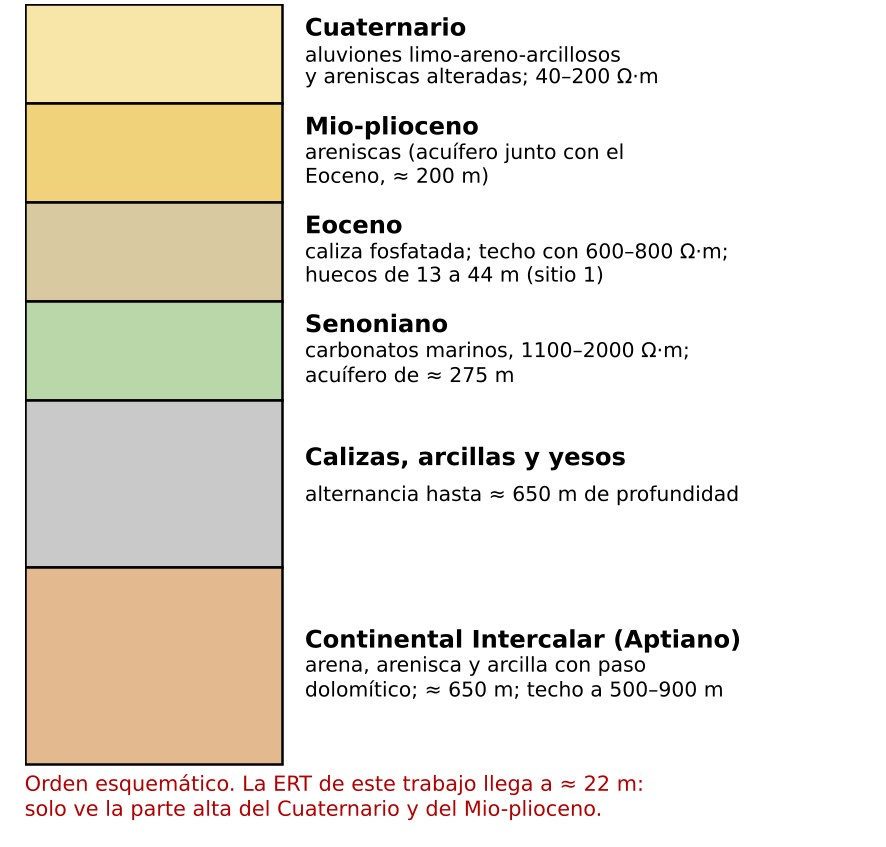 Cuaternario
aluviones limo-areno-arcillosos
y areniscas alteradas; 40–200 Ω·m
Mio-plioceno
areniscas (acuífero junto con el
Eoceno, ≈ 200 m)
Eoceno
caliza fosfatada; techo con 600–800 Ω·m;
huecos de 13 a 44 m (sitio 1)
Senoniano
carbonatos marinos, 1100–2000 Ω·m;
acuífero de ≈ 275 m
Calizas, arcillas y yesos
alternancia hasta ≈ 650 m de profundidad
Continental Intercalar (Aptiano)
arena, arenisca y arcilla con paso
dolomítico; ≈ 650 m; techo a 500–900 m
Orden esquemático. La ERT de este trabajo llega a ≈ 22 m:
solo ve la parte alta del Cuaternario y del Mio-plioceno.